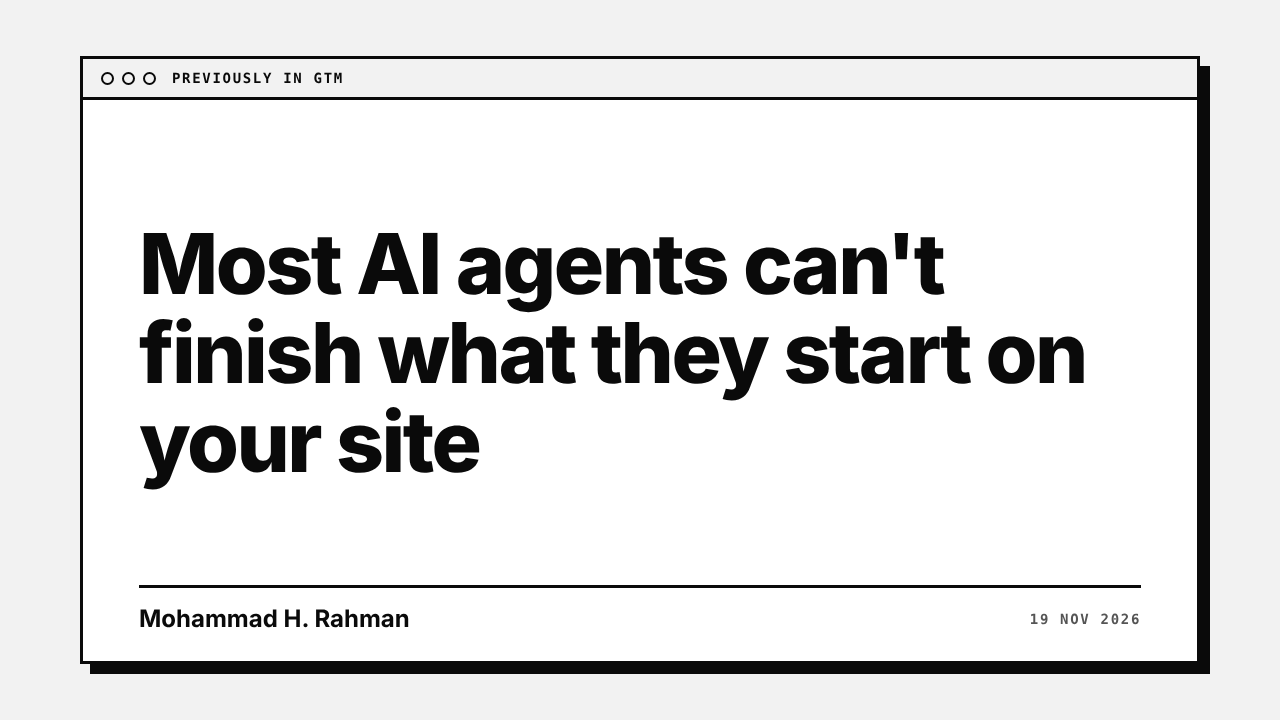 PREVIOUSLY IN GTM
Most AI agents can't
finish what they start on
your site
Mohammad H. Rahman
19 NOV 2026